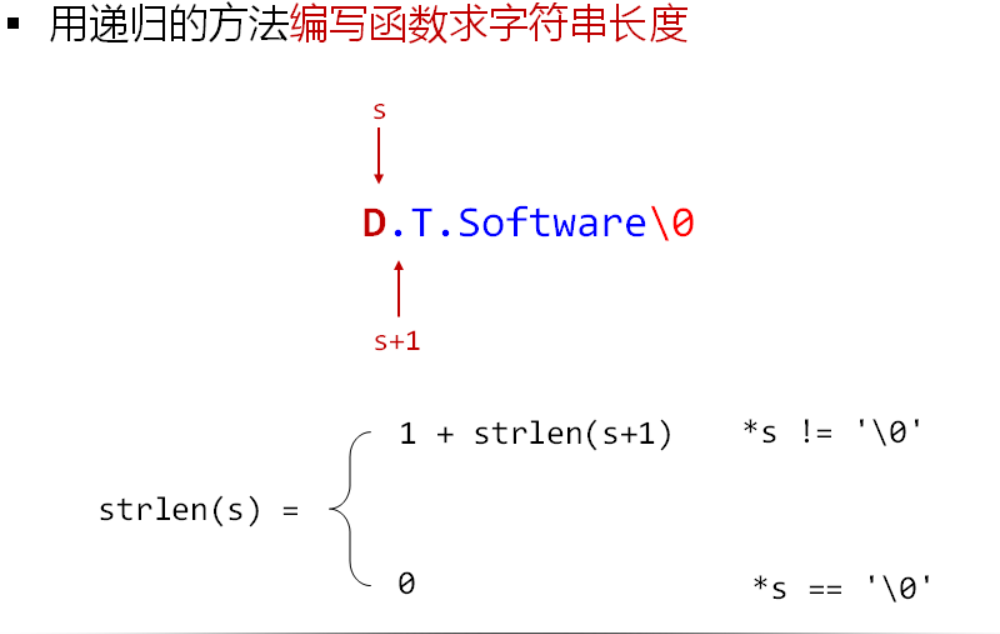 ▪ 用递归的方法编写函数求字符串长度
s
D.T.Software\0
s+1
1 + strlen(s+1) *s != '\0'
strlen(s) =
0 *s == '\0'